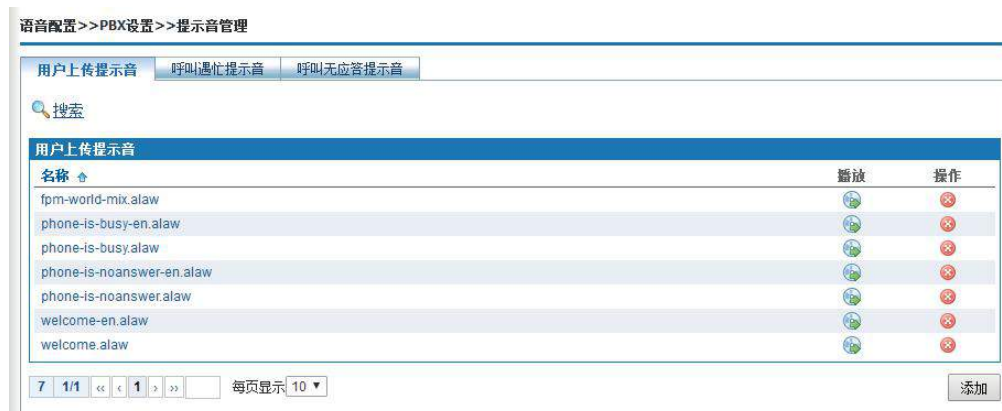 语音配置>>PBX设置>>提示音管理
用户上传提示音 呼叫遇忙提示音 呼叫无应答提示音
搜索
用户上传提示音
名称 播放 操作
fpm-world-mix.alaw
phone-is-busy-en.alaw
phone-is-busy.alaw
phone-is-noanswer-en.alaw
phone-is-noanswer.alaw
welcome-en.alaw
welcome.alaw
7 1/1 « ‹ 1 › » 每页显示 10 ▼ 添加